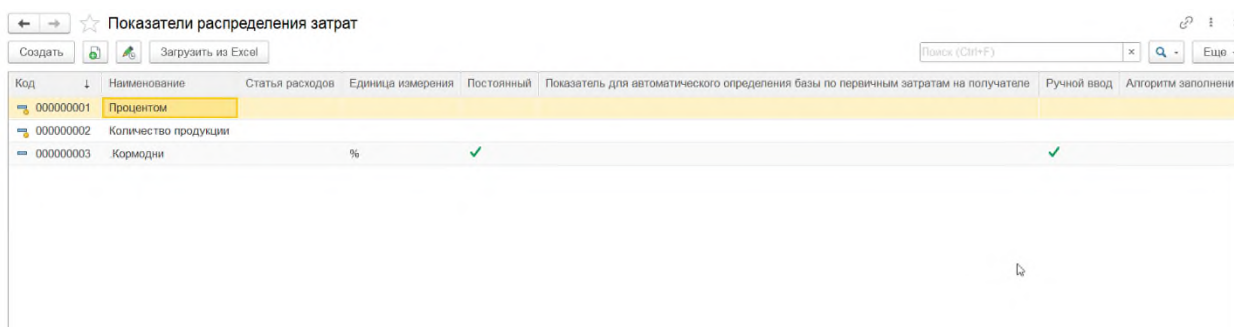 Показатели распределения затрат
Создать Загрузить из Excel Поиск (Ctrl+F) × Еще
Код ↓ Наименование Статья расходов Единица измерения Постоянный Показатель для автоматического определения базы по первичным затратам на получателе Ручной ввод Алгоритм заполнени
000000001 Процентом
000000002 Количество продукции
000000003 .Кормодни %